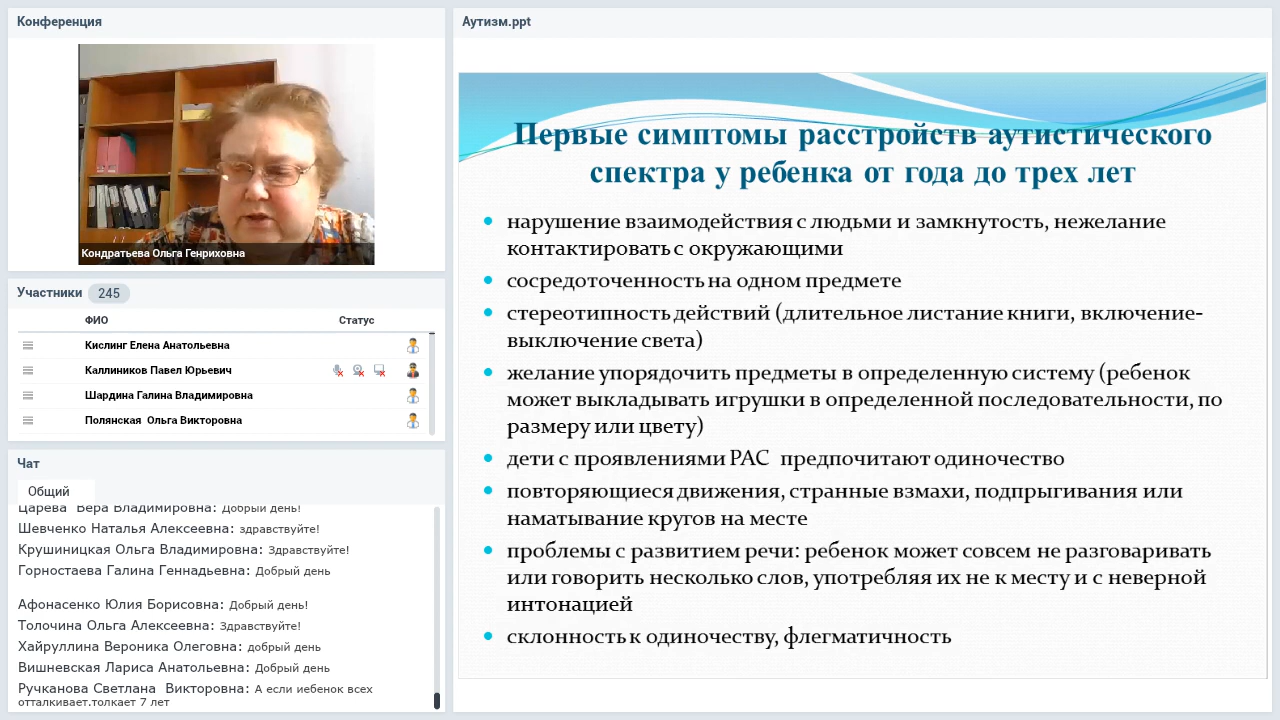 Конференция
Кондратьева Ольга Генриховна
Участники 245
ФИО Статус
Кислинг Елена Анатольевна
Каллиников Павел Юрьевич
Шардина Галина Владимировна
Полянская Ольга Викторовна
Чат
Общий
Царева Вера Владимировна: Добрый день!
Шевченко Наталья Алексеевна: здравствуйте!
Крушиницкая Ольга Владимировна: Здравствуйте!
Горностаева Галина Геннадьевна: Добрый день
Афонасенко Юлия Борисовна: Добрый день!
Толочина Ольга Алексеевна: Здравствуйте!
Хайруллина Вероника Олеговна: добрый день
Вишневская Лариса Анатольевна: Добрый день
Ручканова Светлана Викторовна: А если иебенок всех
отталкивает.толкает 7 лет
Аутизм.ppt
Первые симптомы расстройств аутистического
спектра у ребенка от года до трех лет
нарушение взаимодействия с людьми и замкнутость, нежелание
контактировать с окружающими
сосредоточенность на одном предмете
стереотипность действий (длительное листание книги, включение-
выключение света)
желание упорядочить предметы в определенную систему (ребенок
может выкладывать игрушки в определенной последовательности, по
размеру или цвету)
дети с проявлениями РАС предпочитают одиночество
повторяющиеся движения, странные взмахи, подпрыгивания или
наматывание кругов на месте
проблемы с развитием речи: ребенок может совсем не разговаривать
или говорить несколько слов, употребляя их не к месту и с неверной
интонацией
склонность к одиночеству, флегматичность